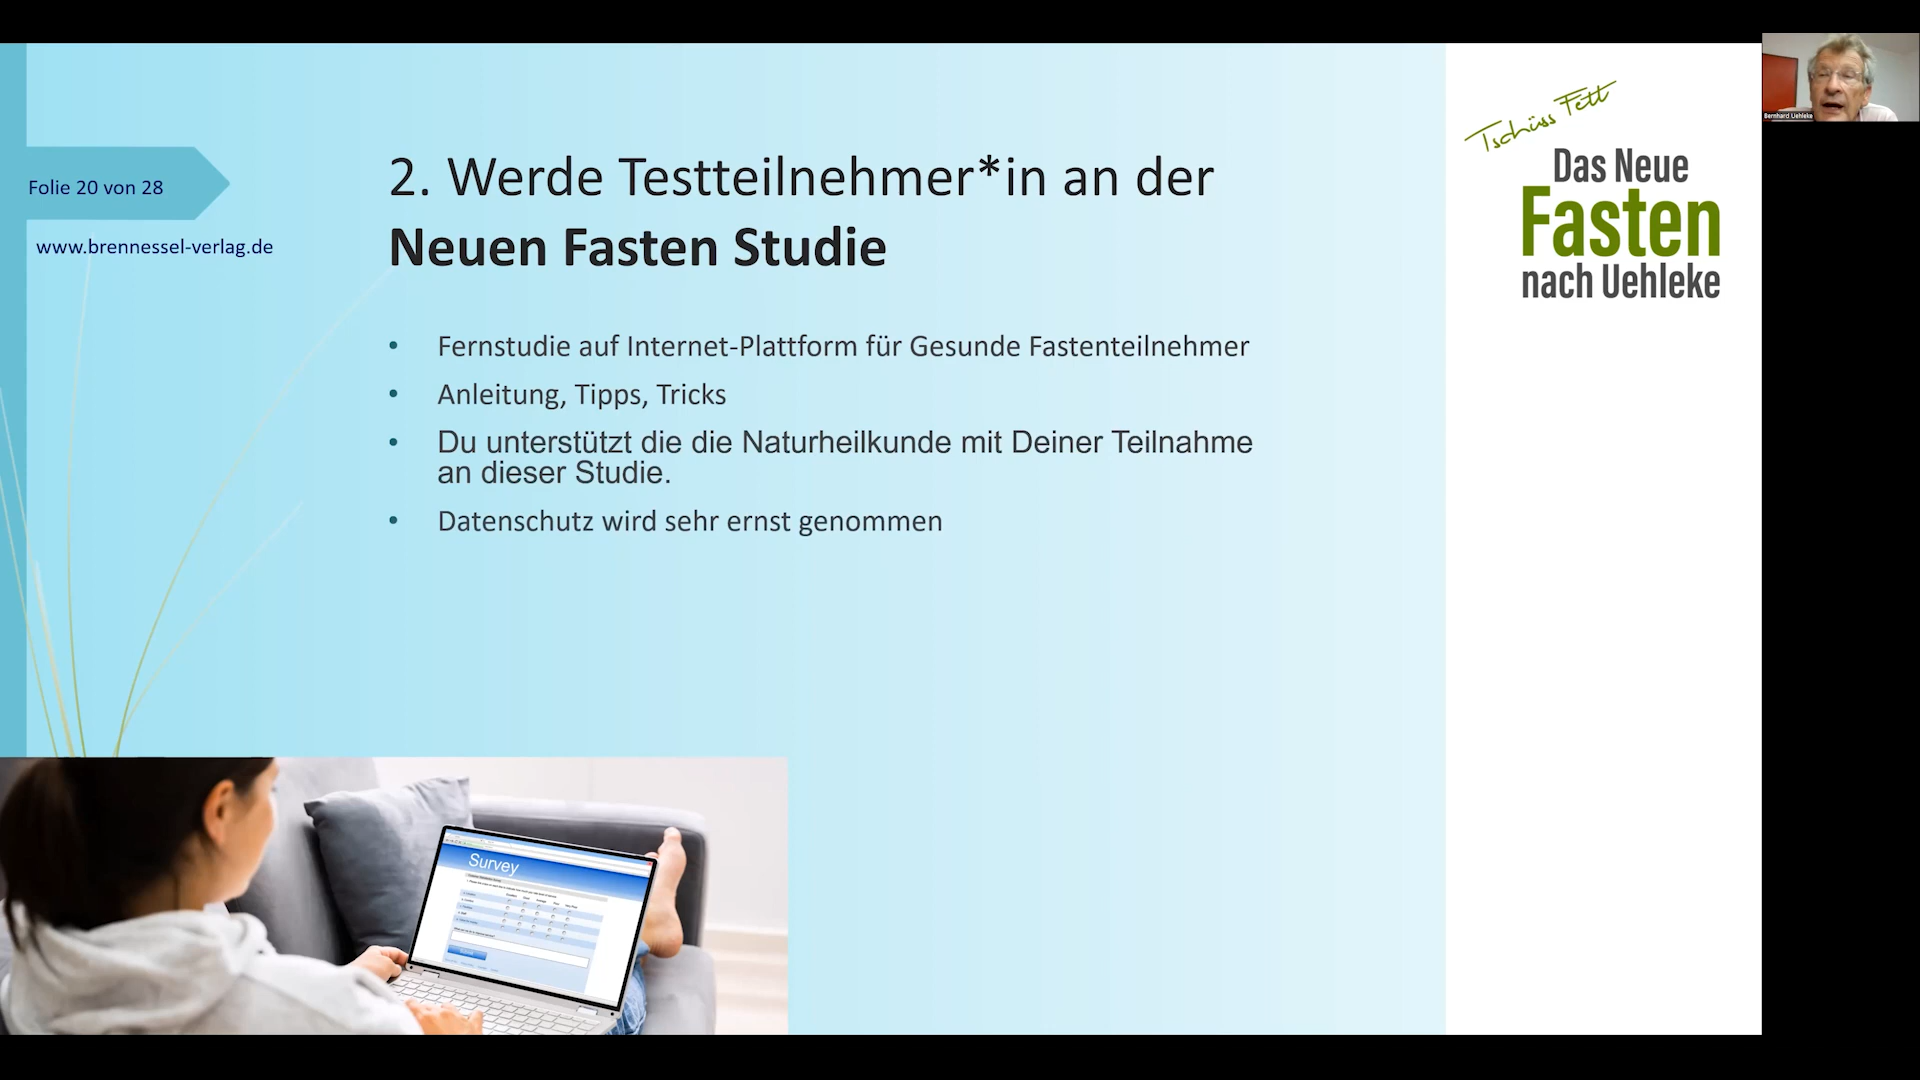 Folie 20 von 28
www.brennessel-verlag.de
2. Werde Testteilnehmer*in an der
Neuen Fasten Studie
• Fernstudie auf Internet-Plattform für Gesunde Fastenteilnehmer
• Anleitung, Tipps, Tricks
• Du unterstützt die die Naturheilkunde mit Deiner Teilnahme
an dieser Studie.
• Datenschutz wird sehr ernst genommen
Survey
Tschüss Fett
Das Neue
Fasten
nach Uehleke
Bernhard Uehleke